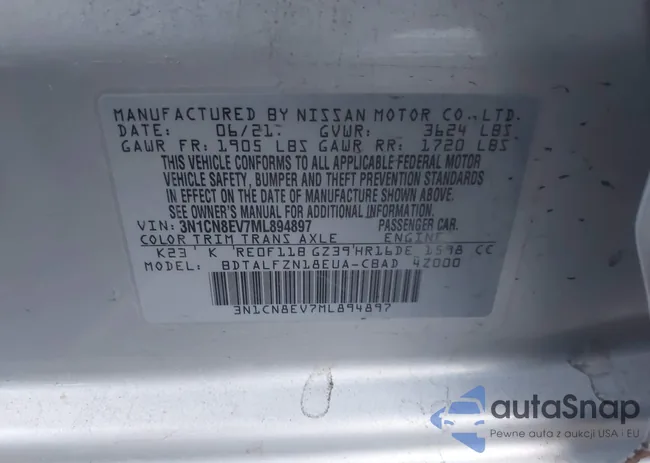 MANUFACTURED BY NISSAN MOTOR CO., LTD.
DATE: 06/21 GVWR: 3624 LBS
GAWR FR: 1905 LBS GAWR RR: 1720 LBS
THIS VEHICLE CONFORMS TO ALL APPLICABLE FEDERAL MOTOR
VEHICLE SAFETY, BUMPER AND THEFT PREVENTION STANDARDS
IN EFFECT ON THE DATE OF MANUFACTURE SHOWN ABOVE.
SEE OWNER'S MANUAL FOR ADDITIONAL INFORMATION.
VIN: 3N1CN8EV7ML894897 PASSENGER CAR.
COLOR TRIM TRANS AXLE ENGINE
K23 K RE0F11B GZ39 HR16DE 1598 CC
MODEL: BDTALFZN18EUA-CBAD 4Z000
3N1CN8EV7ML894897
autoSnap
Pewne auta z aukcji USA i EU